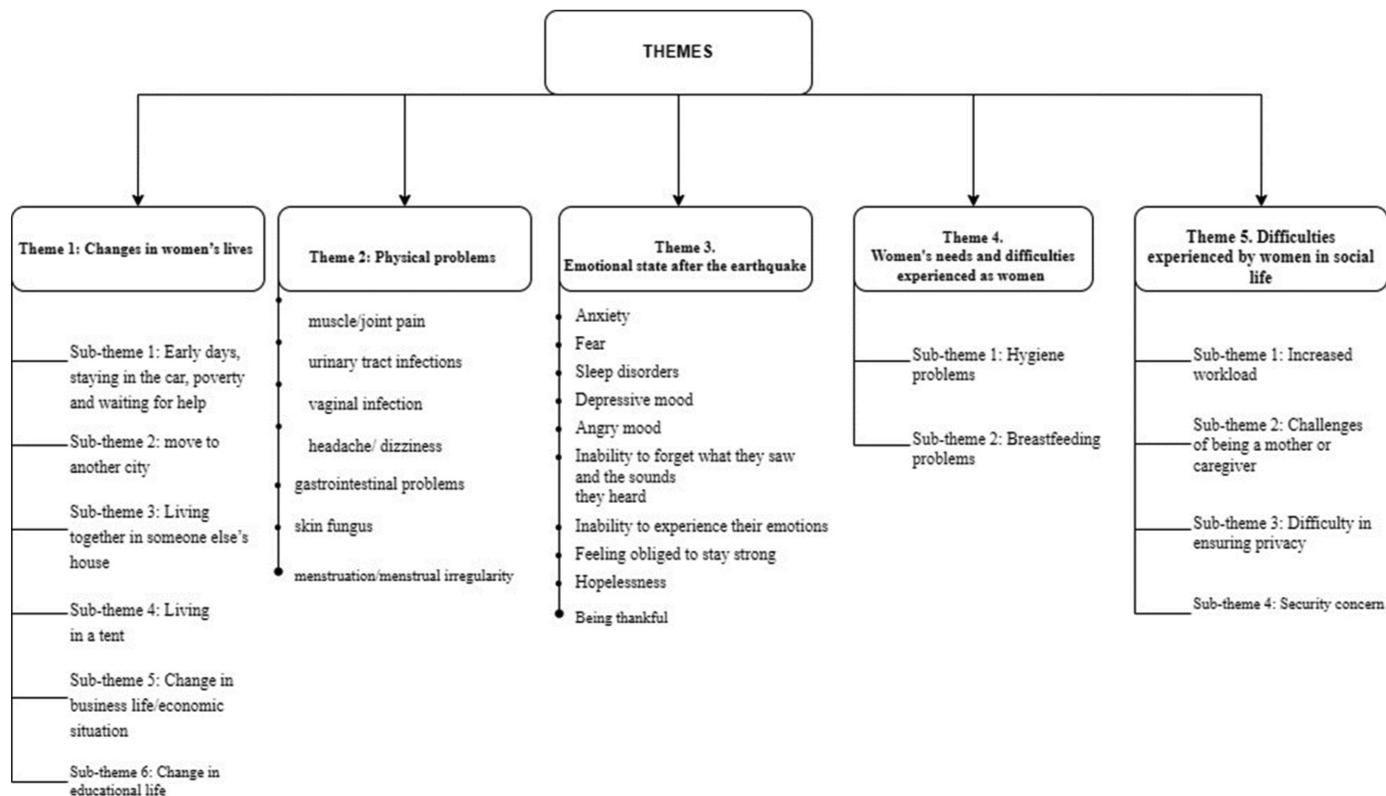 THEMES
Theme 1: Changes in women's lives
Sub-theme 1: Early days,
staying in the car, poverty
and waiting for help
Sub-theme 2: move to
another city
Sub-theme 3: Living
together in someone else's
house
Sub-theme 4: Living
in a tent
Sub-theme 5: Change in
business life/economic
situation
Sub-theme 6: Change in
educational life
Theme 2: Physical problems
muscle/joint pain
urinary tract infections
vaginal infection
headache/ dizziness
gastrointestinal problems
skin fungus
menstruation/menstrual irregularity
Theme 3.
Emotional state after the earthquake
Anxiety
Fear
Sleep disorders
Depressive mood
Angry mood
Inability to forget what they saw
and the sounds
they heard
Inability to experience their emotions
Feeling obliged to stay strong
Hopelessness
Being thankful
Theme 4.
Women's needs and difficulties
experienced as women
Sub-theme 1: Hygiene
problems
Sub-theme 2: Breastfeeding
problems
Theme 5. Difficulties
experienced by women in social
life
Sub-theme 1: Increased
workload
Sub-theme 2: Challenges
of being a mother or
caregiver
Sub-theme 3: Difficulty in
ensuring privacy
Sub-theme 4: Security concern